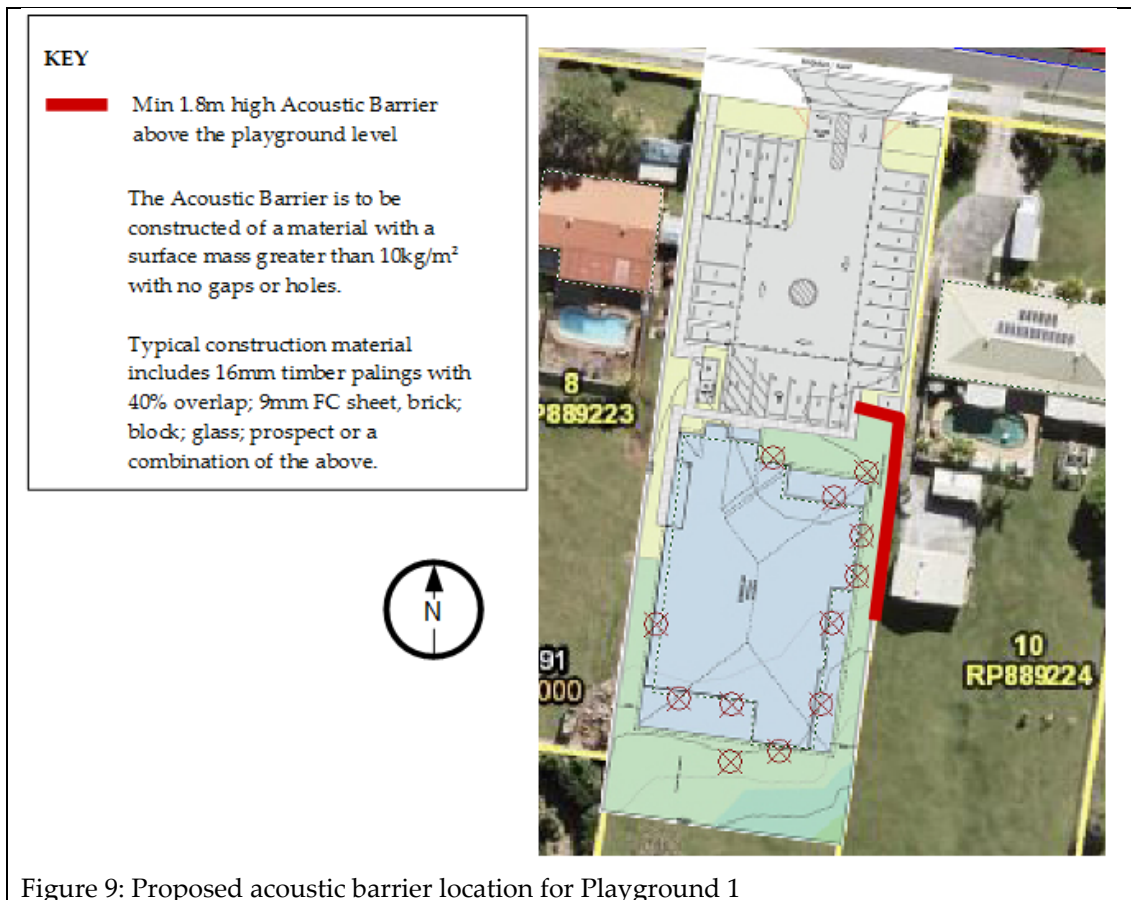 KEY
Min 1.8m high Acoustic Barrier
above the playground level
The Acoustic Barrier is to be
constructed of a material with a
surface mass greater than 10kg/m²
with no gaps or holes.
Typical construction material
includes 16mm timber palings with
40% overlap; 9mm FC sheet, brick;
block; glass; prospect or a
combination of the above.
N
8
P889223
91
000
10
RP889224
Figure 9: Proposed acoustic barrier location for Playground 1